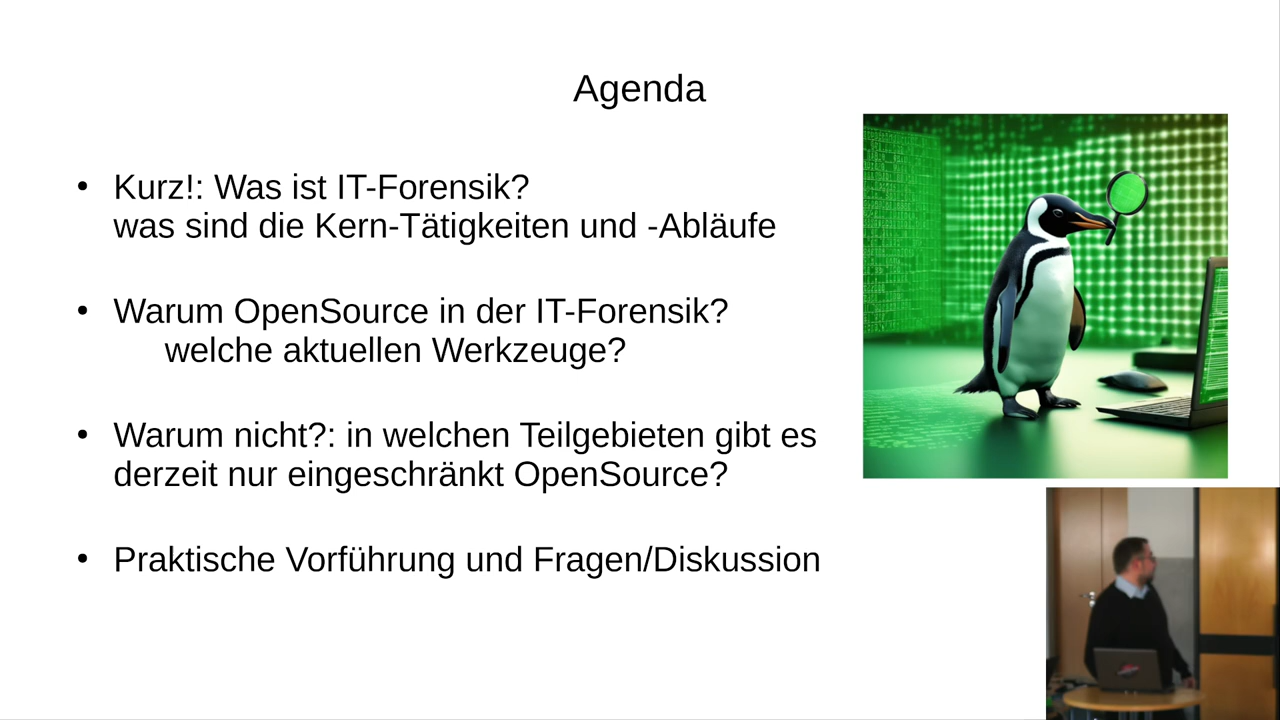 Agenda
• Kurz!: Was ist IT-Forensik?
was sind die Kern-Tätigkeiten und -Abläufe
• Warum OpenSource in der IT-Forensik?
welche aktuellen Werkzeuge?
• Warum nicht?: in welchen Teilgebieten gibt es
derzeit nur eingeschränkt OpenSource?
• Praktische Vorführung und Fragen/Diskussion